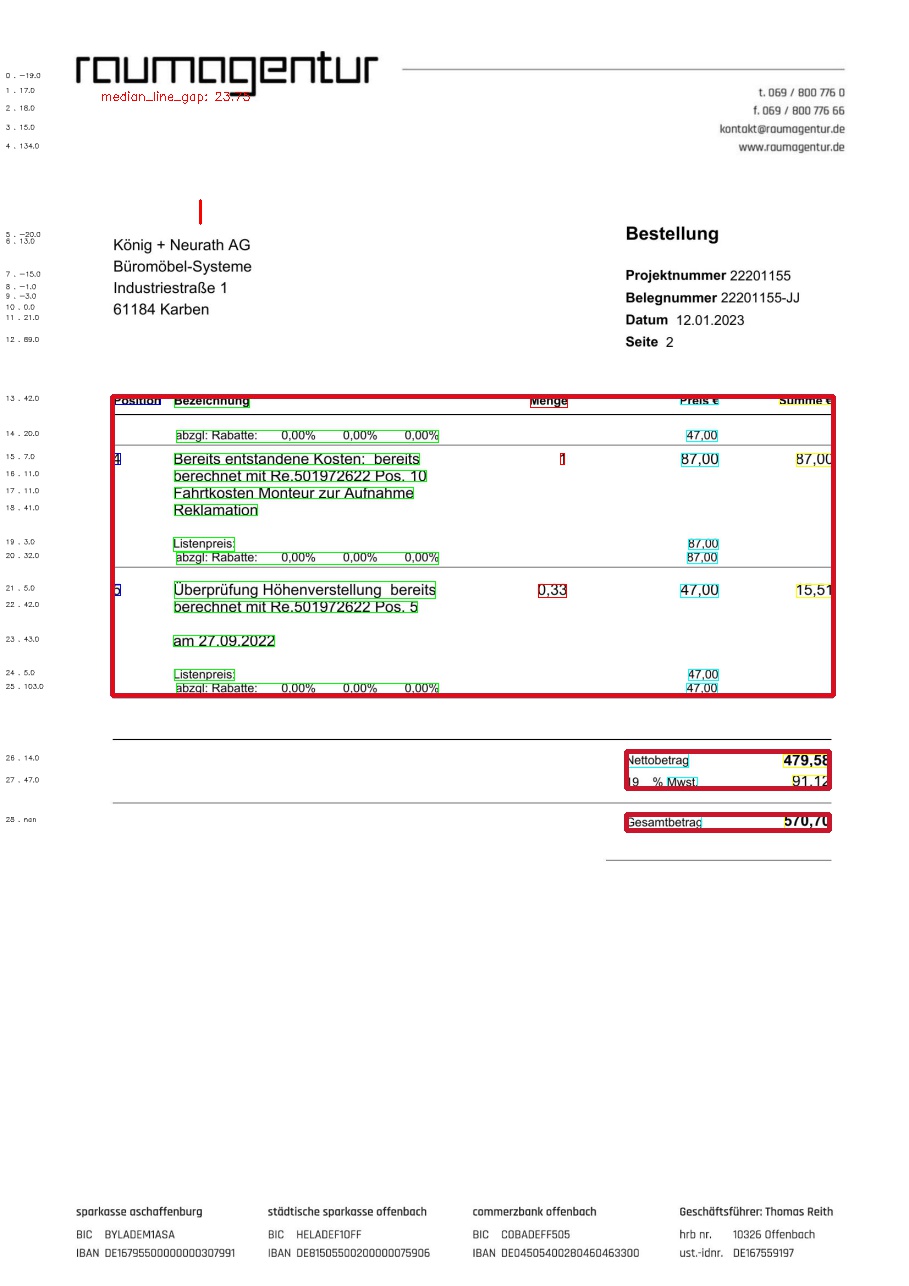 raumagentur
median_line_gap: 23.75
t. 069 / 800 776 0
f. 069 / 800 776 66
kontakt@raumagentur.de
www.raumagentur.de
0 . -19.0
1 . 17.0
2 . 18.0
3 . 15.0
4 . 134.0
5 . -20.0
6 . 13.0
7 . -15.0
8 . -1.0
9 . -3.0
10 . 0.0
11 . 21.0
12 . 89.0
13 . 42.0
14 . 20.0
15 . 7.0
16 . 11.0
17 . 11.0
18 . 41.0
19 . 3.0
20 . 32.0
21 . 5.0
22 . 42.0
23 . 43.0
24 . 5.0
25 . 103.0
26 . 14.0
27 . 47.0
28 . nan
König + Neurath AG
Büromöbel-Systeme
Industriestraße 1
61184 Karben
Bestellung
Projektnummer 22201155
Belegnummer 22201155-JJ
Datum 12.01.2023
Seite 2
Position Bezeichnung Menge Preis € Summe €
abzgl: Rabatte: 0,00% 0,00% 0,00% 47,00
4 Bereits entstandene Kosten: bereits 1 87,00 87,00
berechnet mit Re.501972622 Pos. 10
Fahrtkosten Monteur zur Aufnahme
Reklamation
Listenpreis: 87,00
abzgl: Rabatte: 0,00% 0,00% 0,00% 87,00
5 Überprüfung Höhenverstellung bereits 0,33 47,00 15,51
berechnet mit Re.501972622 Pos. 5
am 27.09.2022
Listenpreis: 47,00
abzgl: Rabatte: 0,00% 0,00% 0,00% 47,00
Nettobetrag 479,58
19 % Mwst. 91,12
Gesamtbetrag 570,70
sparkasse aschaffenburg
BIC BYLADEM1ASA
IBAN DE16795500000000307991
städtische sparkasse offenbach
BIC HELADEF1OFF
IBAN DE81505500200000075906
commerzbank offenbach
BIC COBADEFF505
IBAN DE04505400280460463300
Geschäftsführer: Thomas Reith
hrb nr. 10326 Offenbach
ust.-idnr. DE167559197